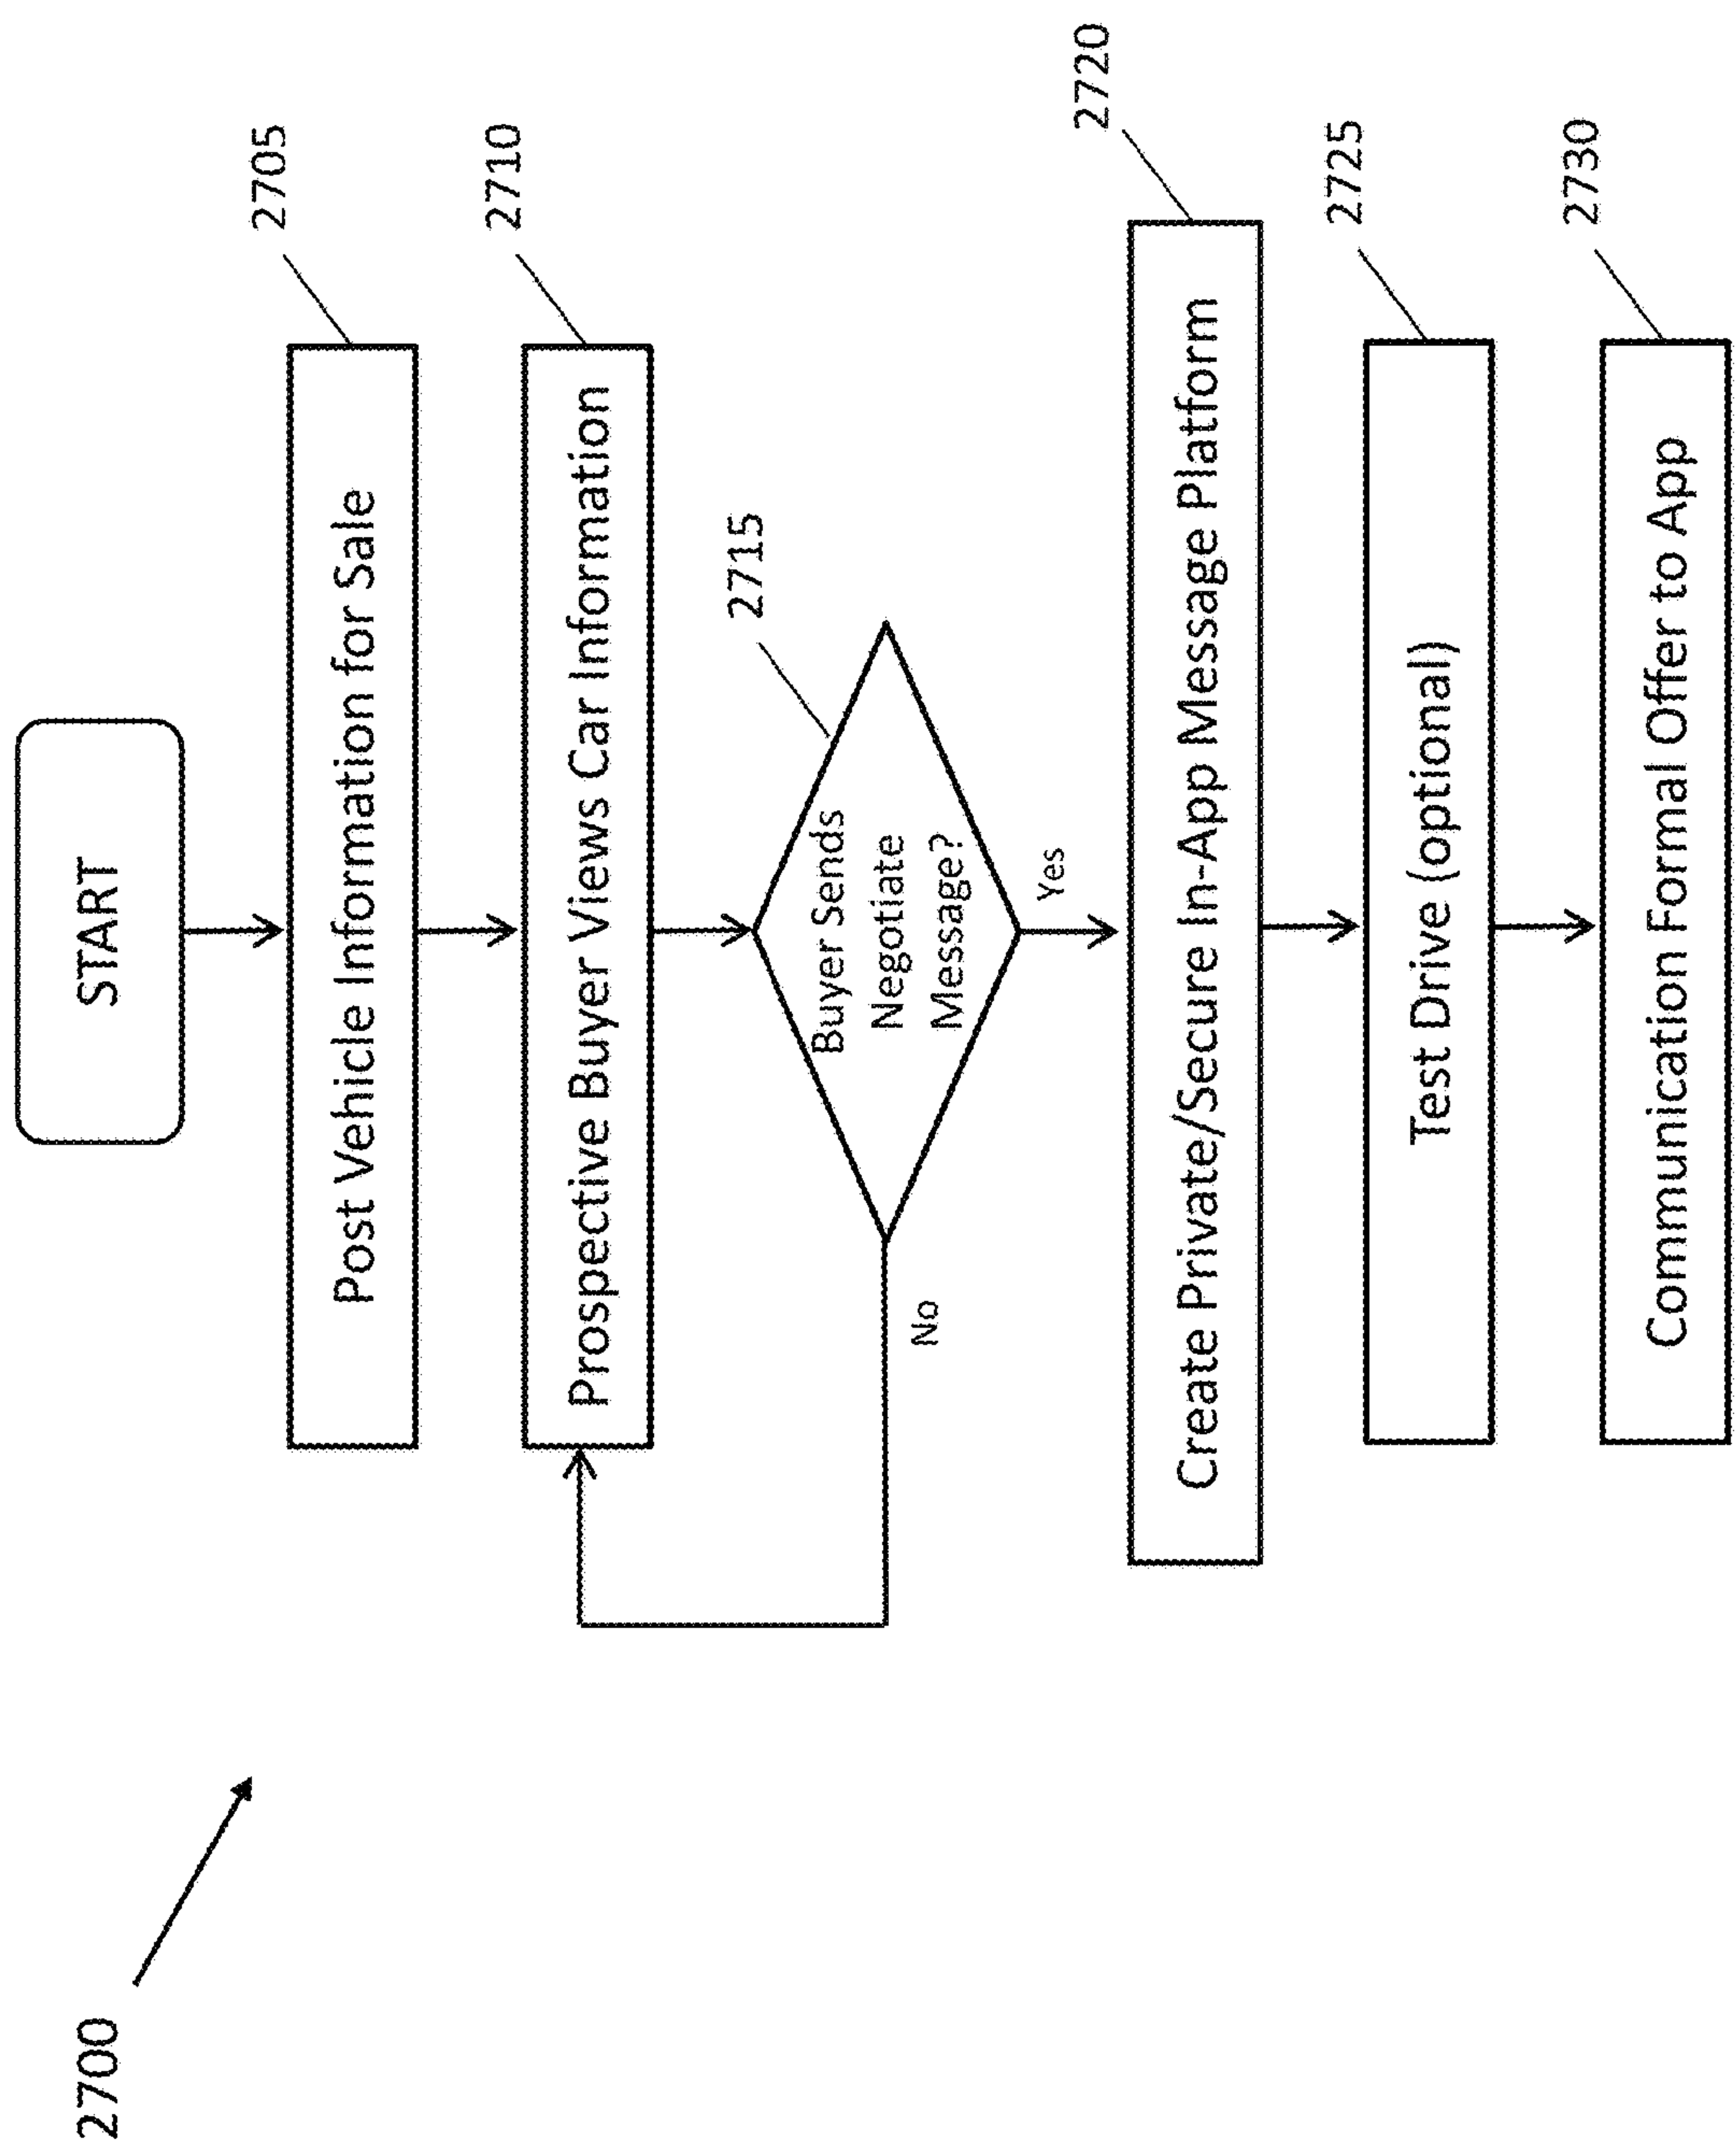 2700
START
2705
Post Vehicle Information for Sale
2710
Prospective Buyer Views Car Information
2715
Buyer Sends
Negotiate
Message?
No
Yes
2720
Create Private/Secure In-App Message Platform
2725
Test Drive (optional)
2730
Communication Formal Offer to App